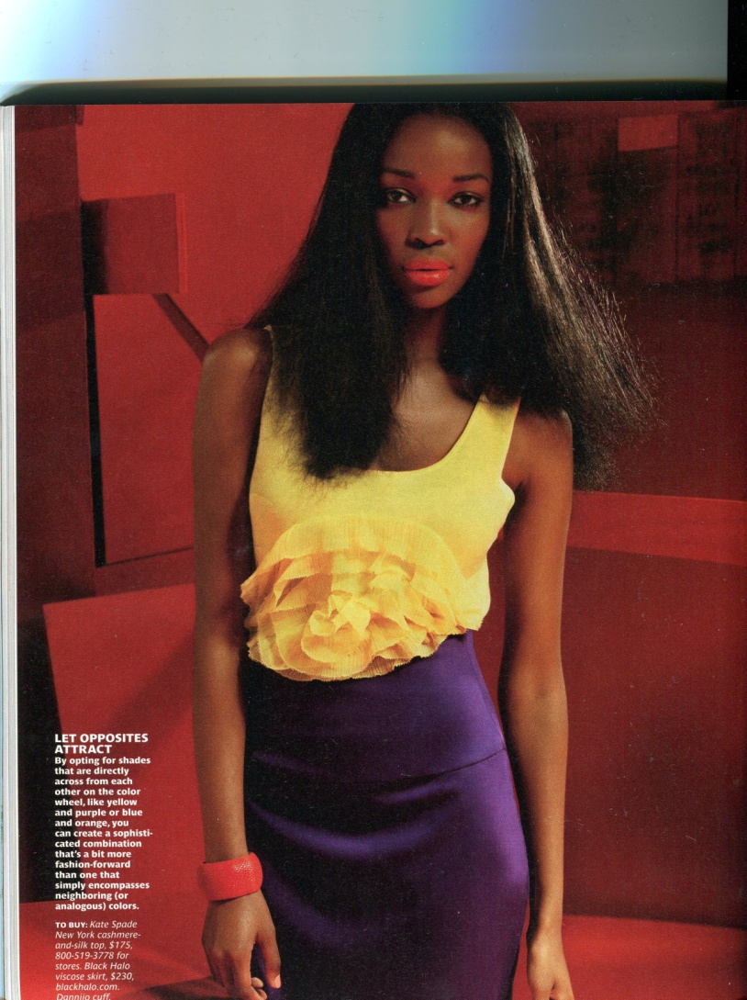 LET OPPOSITES
ATTRACT
By opting for shades
that are directly
across from each
other on the color
wheel, like yellow
and purple or blue
and orange, you
can create a sophisti-
cated combination
that's a bit more
fashion-forward
than one that
simply encompasses
neighboring (or
analogous) colors.
TO BUY: Kate Spade
New York cashmere-
and-silk top, $175,
800-519-3778 for
stores. Black Halo
viscose skirt, $230,
blackhalo.com.
Dannijo cuff,